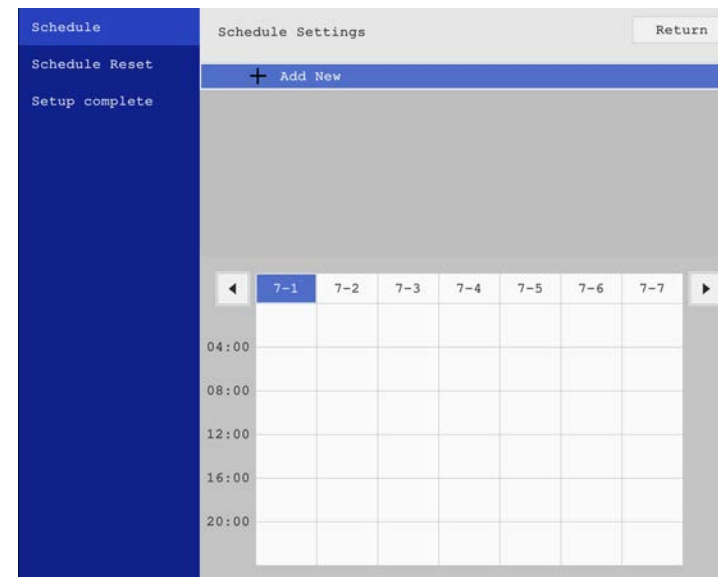 Schedule
Schedule Reset
Setup complete
Schedule Settings
Return
+ Add New
7-1 7-2 7-3 7-4 7-5 7-6 7-7
04:00
08:00
12:00
16:00
20:00